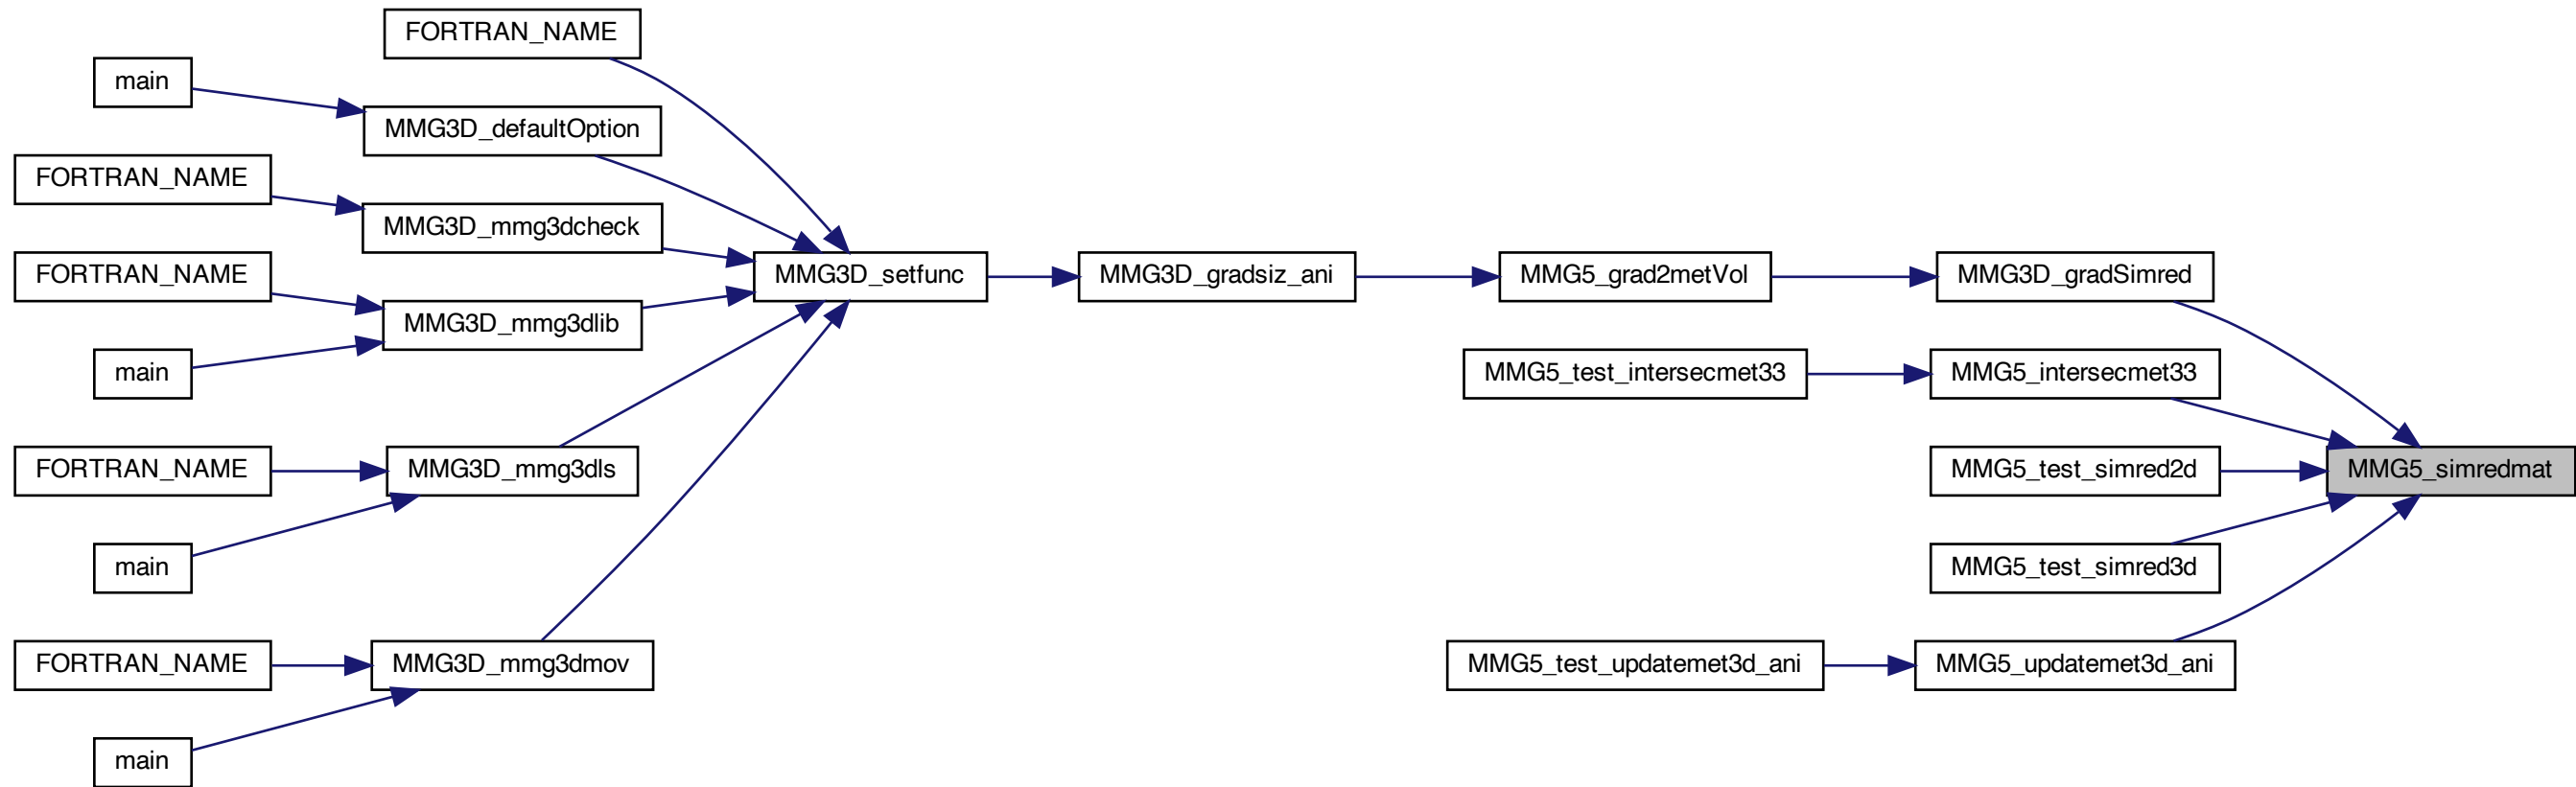 FORTRAN_NAME
main
MMG3D_defaultOption
FORTRAN_NAME
MMG3D_mmg3dcheck
FORTRAN_NAME
MMG3D_setfunc
MMG3D_gradsiz_ani
MMG5_grad2metVol
MMG3D_gradSimred
MMG3D_mmg3dlib
main
MMG5_test_intersecmet33
MMG5_intersecmet33
FORTRAN_NAME
MMG3D_mmg3dls
MMG5_test_simred2d
MMG5_simredmat
main
MMG5_test_simred3d
FORTRAN_NAME
MMG3D_mmg3dmov
MMG5_test_updatemet3d_ani
MMG5_updatemet3d_ani
main